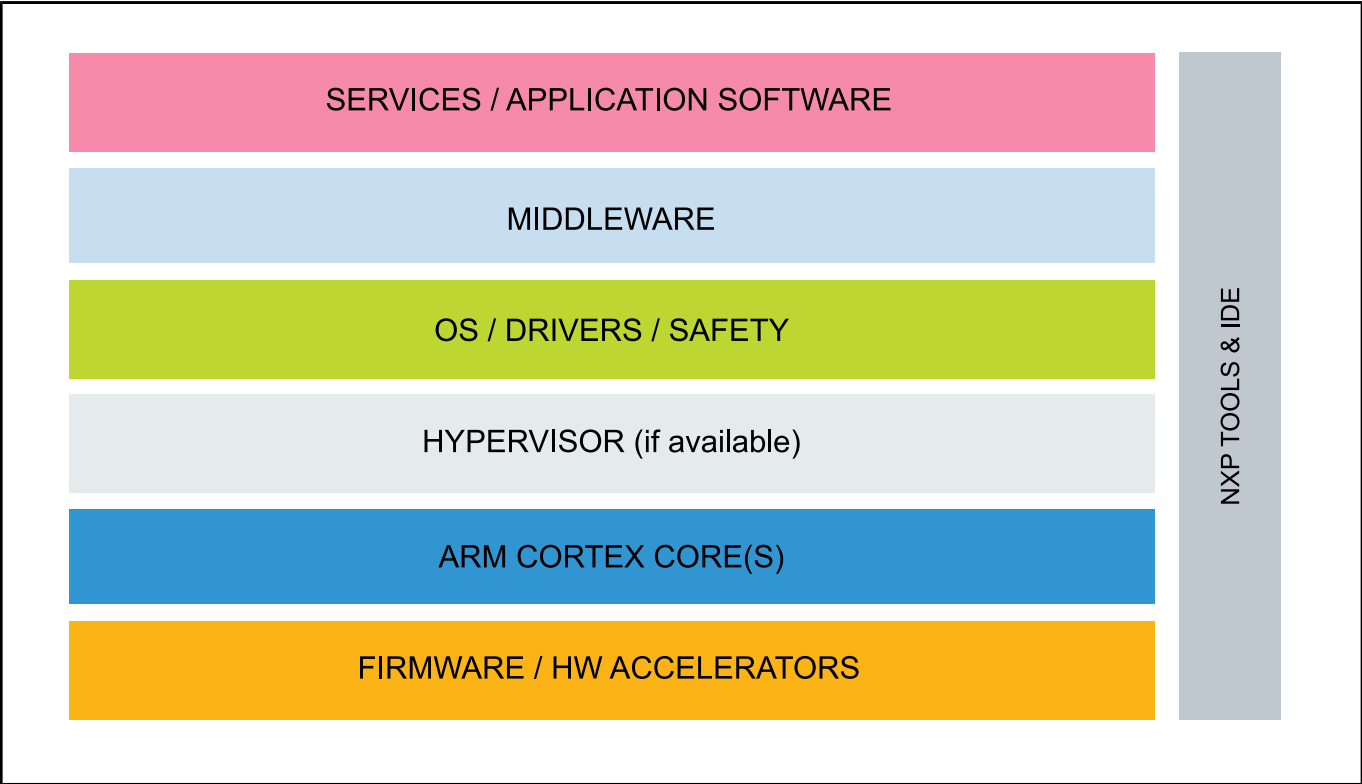 SERVICES / APPLICATION SOFTWARE
MIDDLEWARE
OS / DRIVERS / SAFETY
HYPERVISOR (if available)
ARM CORTEX CORE(S)
FIRMWARE / HW ACCELERATORS
NXP TOOLS & IDE